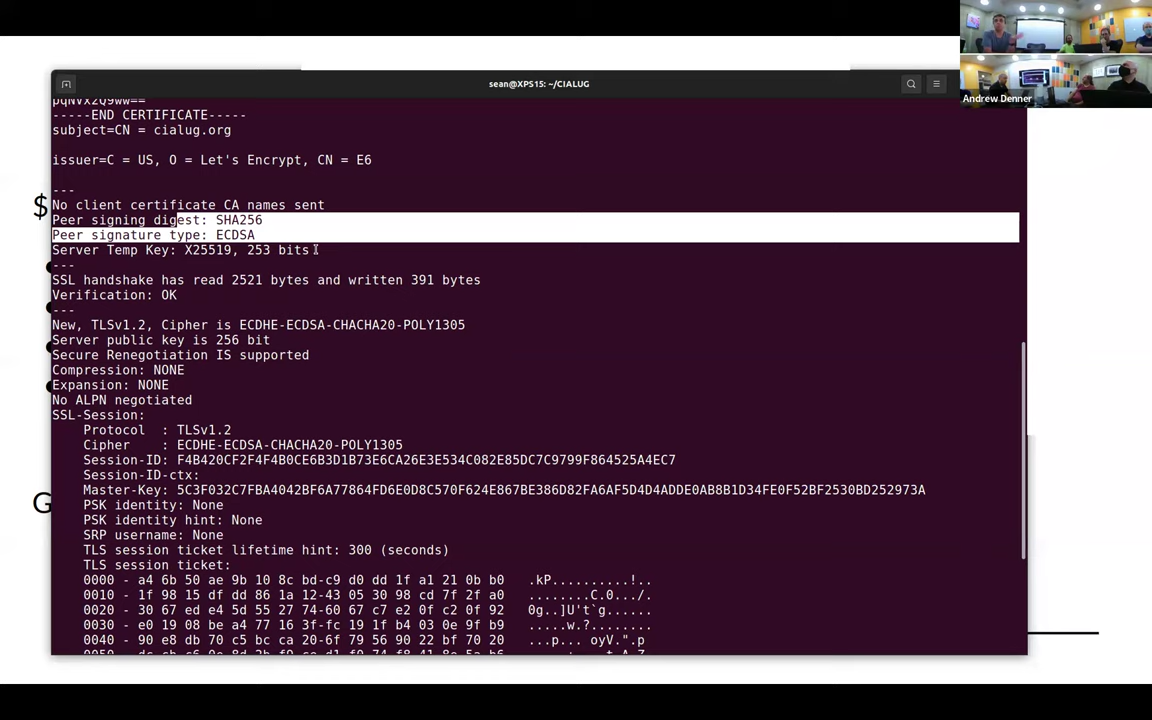 sean@XPS15: ~/CIALUG
Andrew Denner
pqNVX2Q9ww==
-----END CERTIFICATE-----
subject=CN = cialug.org
issuer=C = US, O = Let's Encrypt, CN = E6
---
$
No client certificate CA names sent
Peer signing digest: SHA256
Peer signature type: ECDSA
Server Temp Key: X25519, 253 bits
---
SSL handshake has read 2521 bytes and written 391 bytes
Verification: OK
---
New, TLSv1.2, Cipher is ECDHE-ECDSA-CHACHA20-POLY1305
Server public key is 256 bit
Secure Renegotiation IS supported
Compression: NONE
Expansion: NONE
No ALPN negotiated
SSL-Session:
Protocol  : TLSv1.2
Cipher    : ECDHE-ECDSA-CHACHA20-POLY1305
Session-ID: F4B420CF2F4F4B0CE6B3D1B73E6CA26E3E534C082E85DC7C9799F864525A4EC7
Session-ID-ctx:
Master-Key: 5C3F032C7FBA4042BF6A77864FD6E0D8C570F624E867BE386D82FA6AF5D4D4ADDE0AB8B1D34FE0F52BF2530BD252973A
G
PSK identity: None
PSK identity hint: None
SRP username: None
TLS session ticket lifetime hint: 300 (seconds)
TLS session ticket:
0000 - a4 6b 50 ae 9b 10 8c bd-c9 d0 dd 1f a1 21 0b b0   .kP..........!..
0010 - 1f 98 15 df dd 86 1a 12-43 05 30 98 cd 7f 2f a0   ........C.0.../.
0020 - 30 67 ed e4 5d 55 27 74-60 67 c7 e2 0f c2 0f 92   0g..]U't`g......
0030 - e0 19 08 be a4 77 16 3f-fc 19 1f b4 03 0e 9f b9   .....w.?........
0040 - 90 e8 db 70 c5 bc ca 20-6f 79 56 90 22 bf 70 20   ...p... oyV.".p